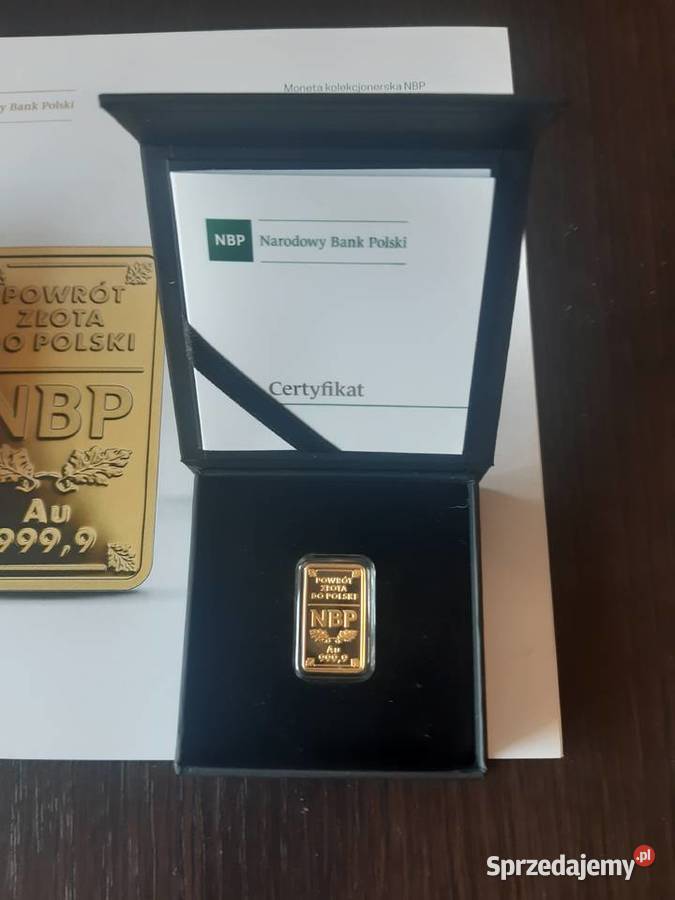 Moneta kolekcjonerska NBP
y Bank Polski
NBP Narodowy Bank Polski
Certyfikat
POWRÓT
ZŁOTA
O POLSKI
NBP
Au
999,9
POWRÓT
ZŁOTA
DO POLSKI
NBP
Au
999,9
Sprzedajemy.pl